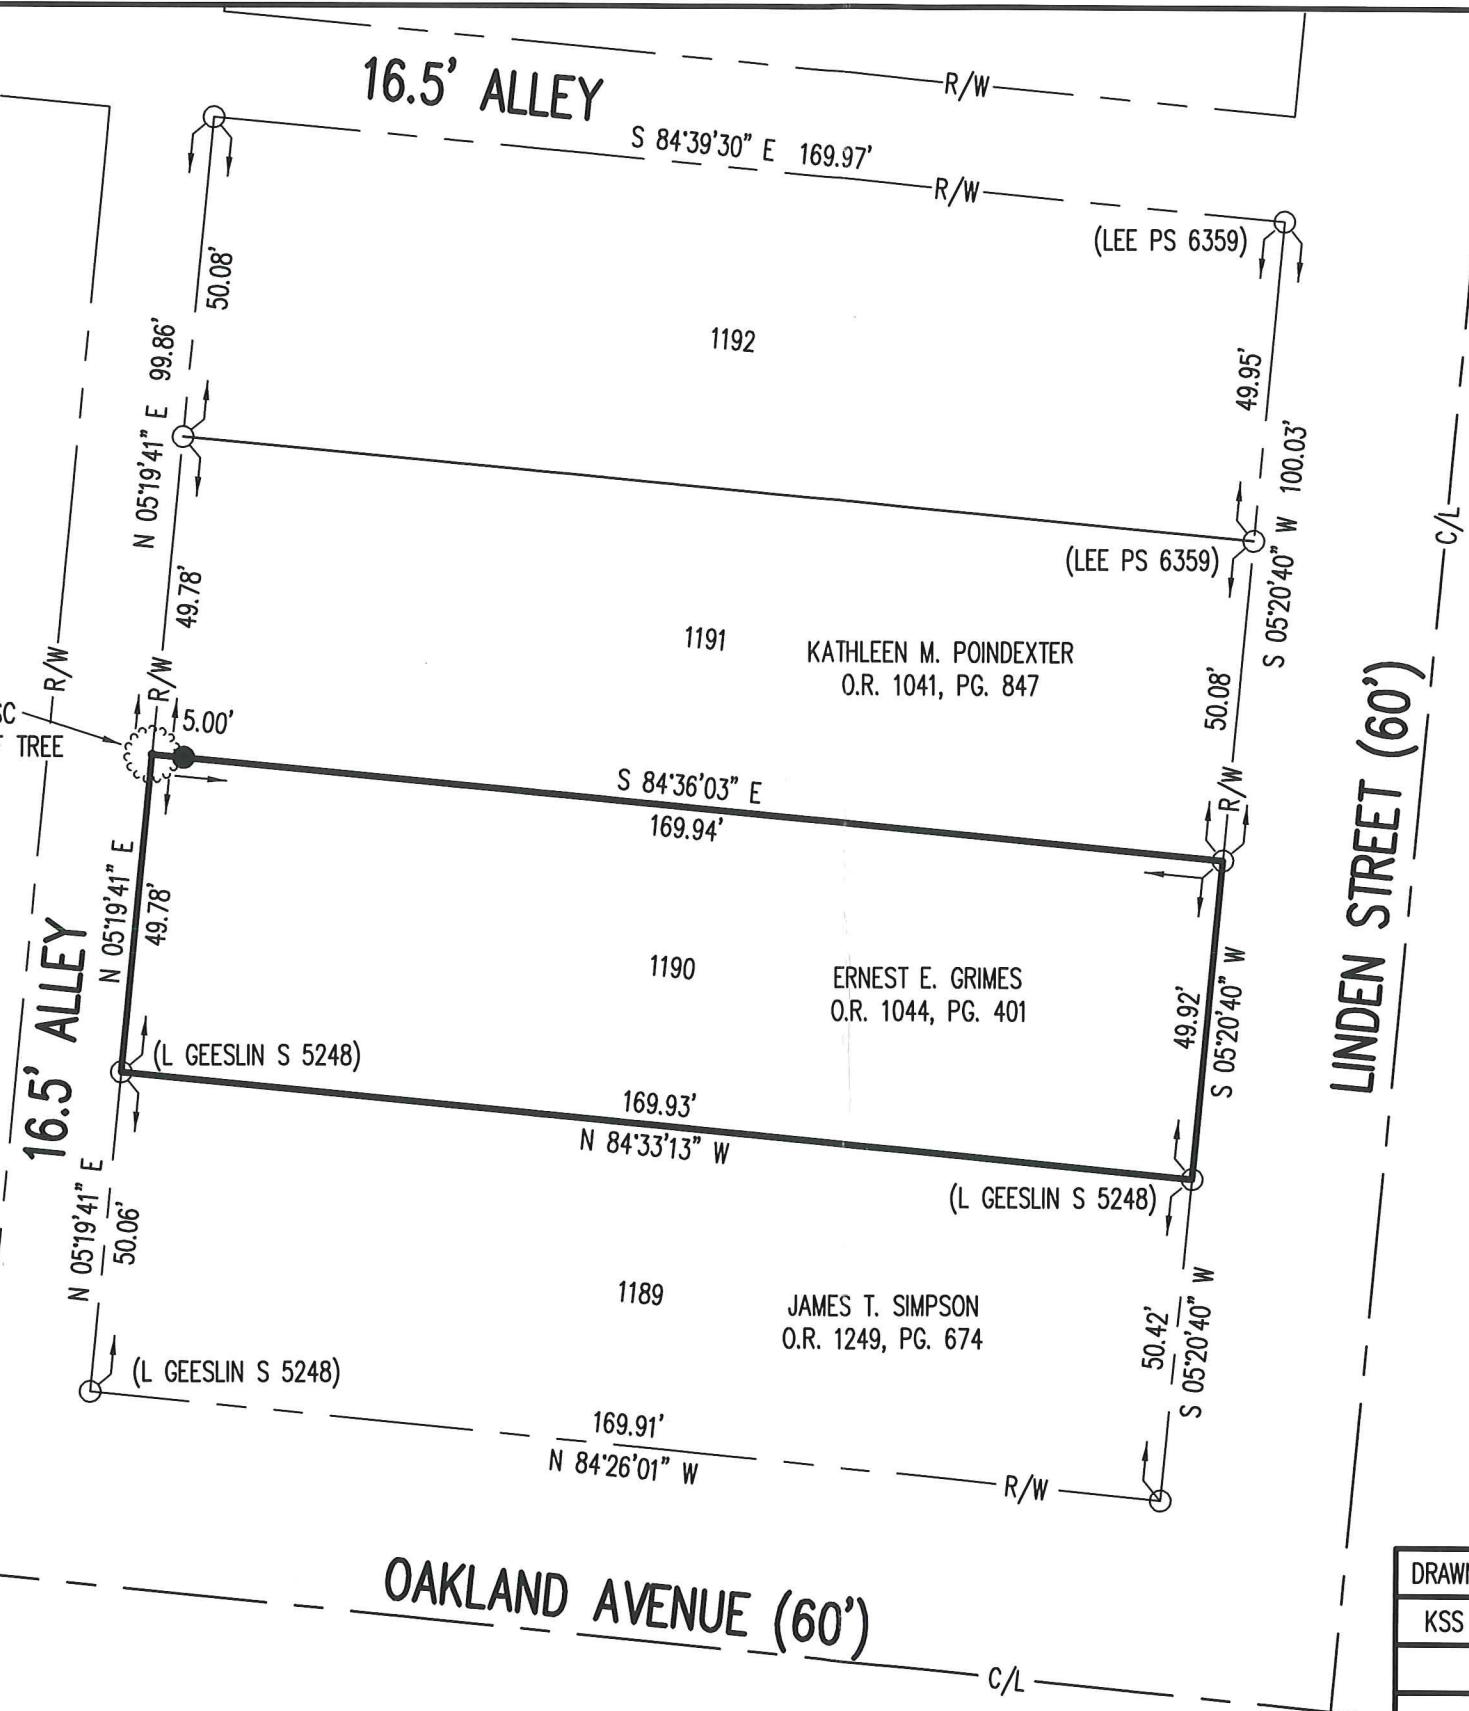 R/W
16.5' ALLEY
S 84°39'30" E 169.97'
R/W
(LEE PS 6359)
50.08'
N 05°19'41" E 99.86'
1192
49.95'
S 05°20'40" W 100.03'
C/L
(LEE PS 6359)
49.78'
1191
KATHLEEN M. POINDEXTER
O.R. 1041, PG. 847
50.08'
R/W
R/W
R/W
5.00'
TREE
S 84°36'03" E
169.94'
LINDEN STREET (60')
N 05°19'41" E
49.78'
16.5' ALLEY
1190
ERNEST E. GRIMES
O.R. 1044, PG. 401
49.92'
S 05°20'40" W
(L GEESLIN S 5248)
169.93'
N 84°33'13" W
(L GEESLIN S 5248)
N 05°19'41" E
50.06'
1189
JAMES T. SIMPSON
O.R. 1249, PG. 674
50.42'
S 05°20'40" W
(L GEESLIN S 5248)
169.91'
N 84°26'01" W
R/W
OAKLAND AVENUE (60')
C/L
DRAWN
KSS